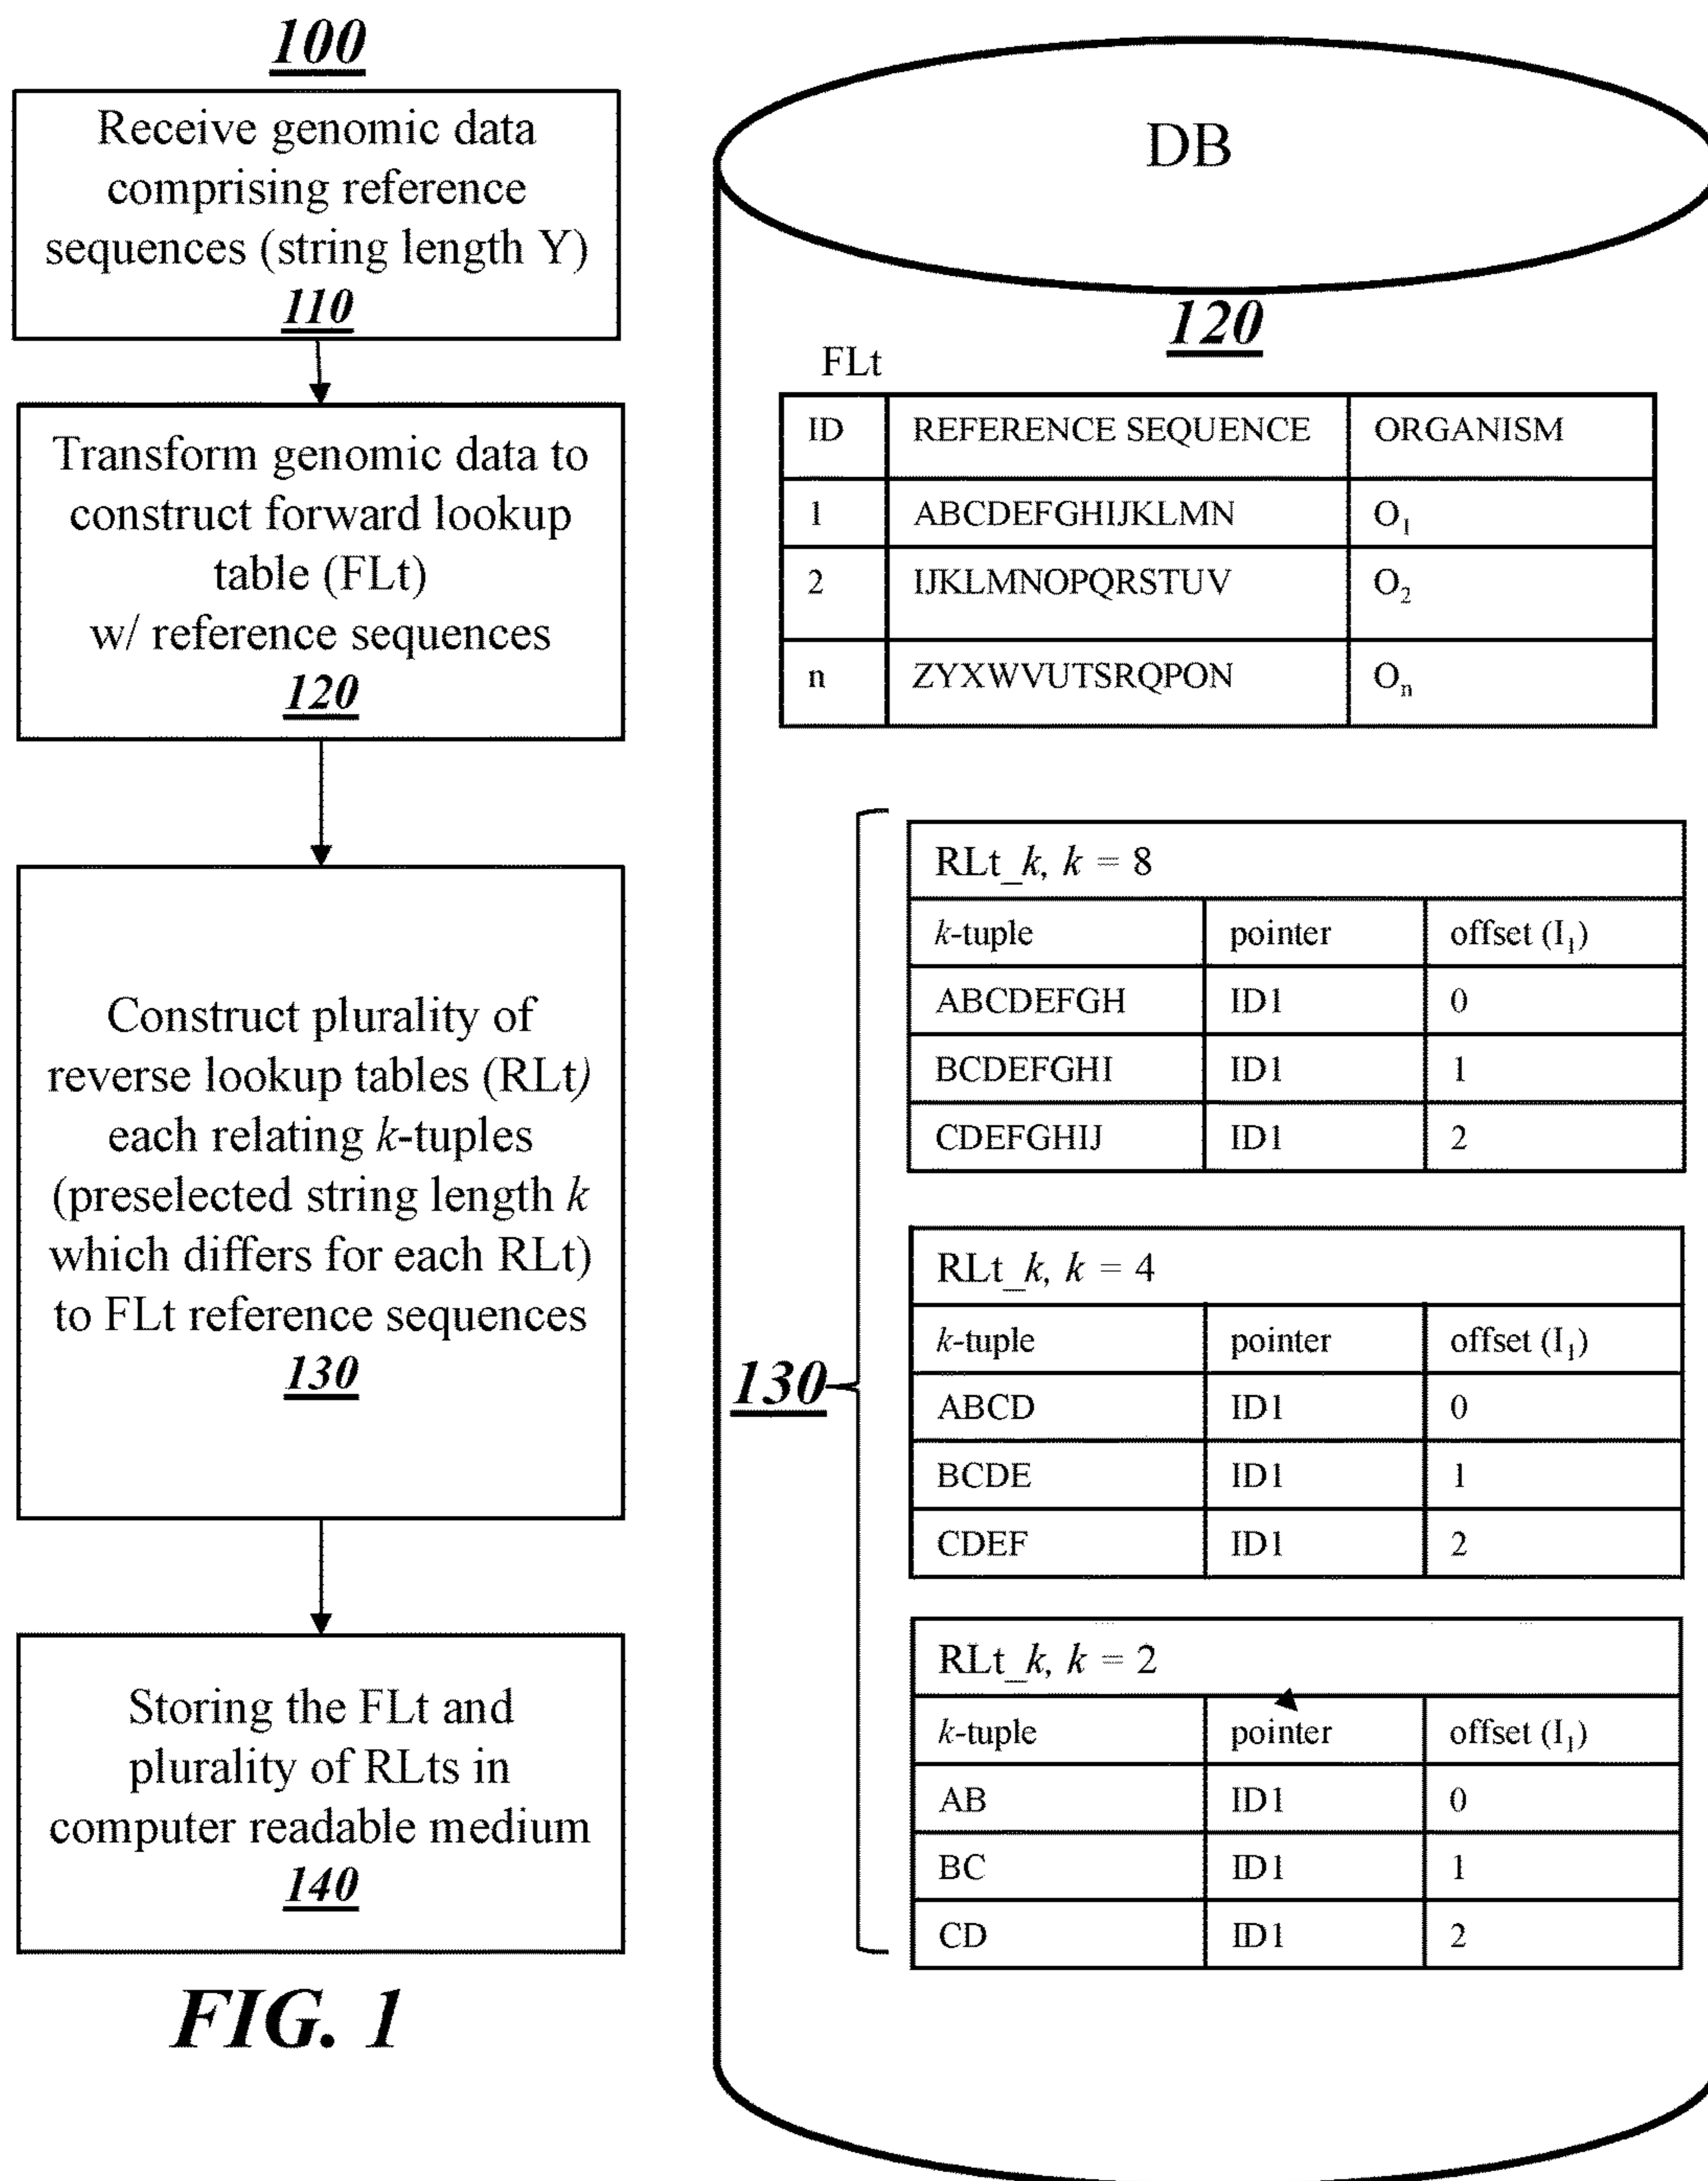 100
Receive genomic data
comprising reference
sequences (string length Y)
110
Transform genomic data to
construct forward lookup
table (FLt)
w/ reference sequences
120
Construct plurality of
reverse lookup tables (RLt)
each relating k-tuples
(preselected string length k
which differs for each RLt)
to FLt reference sequences
130
Storing the FLt and
plurality of RLts in
computer readable medium
140
FIG. 1
DB
120
FLt
ID REFERENCE SEQUENCE ORGANISM
1 ABCDEFGHIJKLMN O₁
2 IJKLMNOPQRSTUV O₂
n ZYXWVUTSRQPON Oₙ
130
RLt_k, k = 8
k-tuple pointer offset (I₁)
ABCDEFGH ID1 0
BCDEFGHI ID1 1
CDEFGHIJ ID1 2
RLt_k, k = 4
k-tuple pointer offset (I₁)
ABCD ID1 0
BCDE ID1 1
CDEF ID1 2
RLt_k, k = 2
k-tuple pointer offset (I₁)
AB ID1 0
BC ID1 1
CD ID1 2